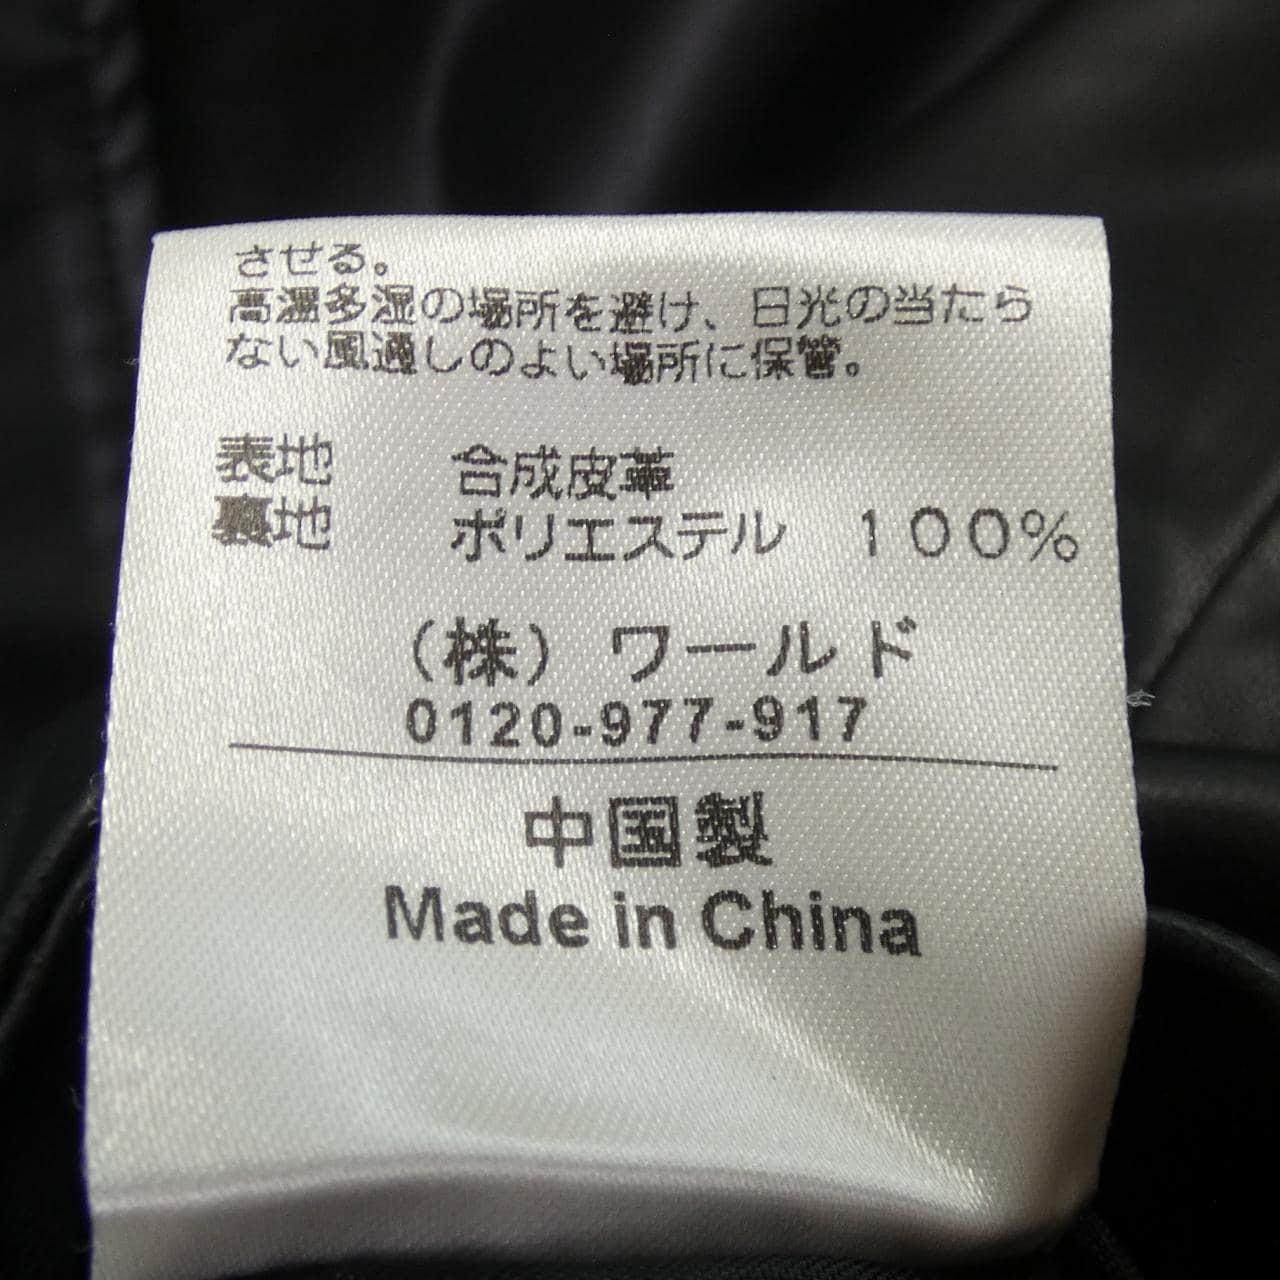 させる。
高温多湿の場所を避け、日光の当たら
ない風通しのよい場所に保管。
表地 合成皮革
裏地 ポリエステル 100%
(株)ワールド
0120-977-917
中国製
Made in China